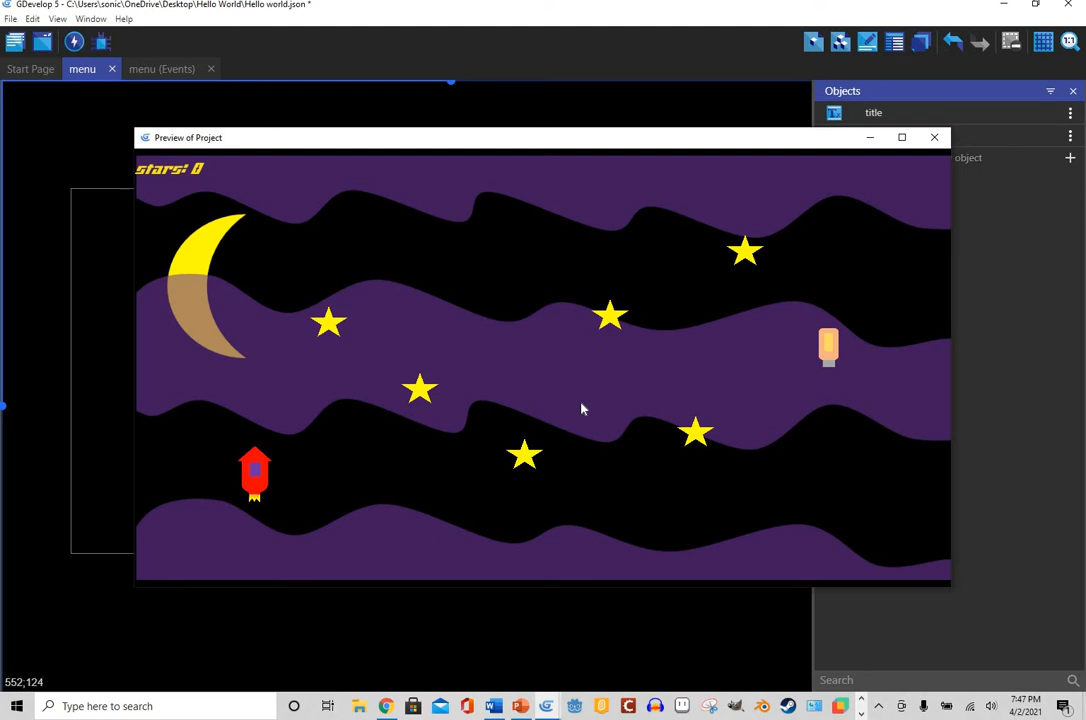 GDevelop 5 - C:\Users\sonic\OneDrive\Desktop\Hello World\Hello world.json *
File Edit View Window Help
1:1
Start Page menu × menu (Events) ×
Objects
title
object
Preview of Project
stars: 0
552;124
Search
Type here to search
7:47 PM
4/2/2021